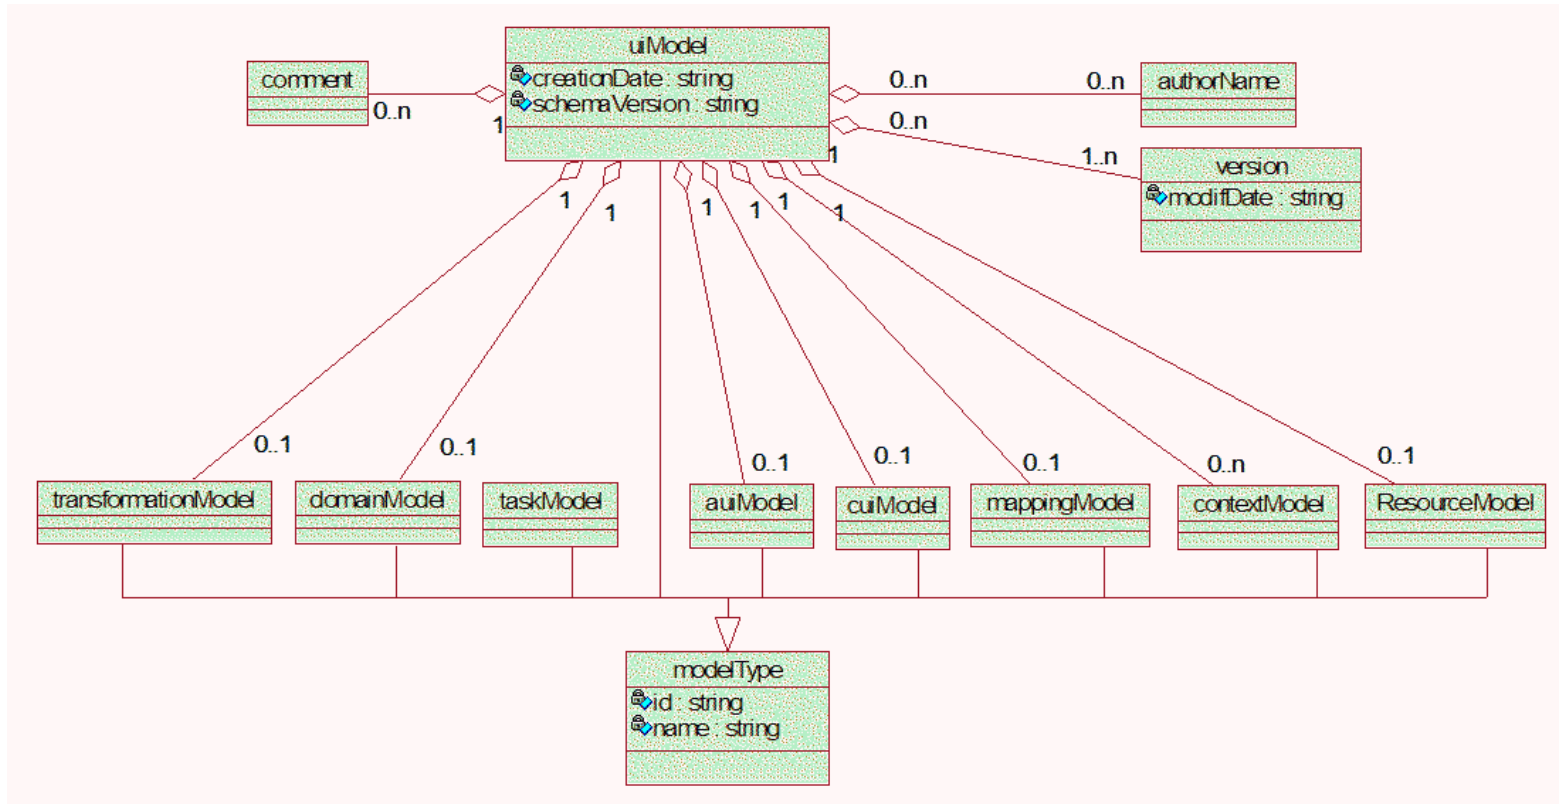 uiModel
creationDate : string
schemaVersion : string
comment
0..n
1
0..n
0..n
authorName
0..n
1..n
version
modifDate : string
1
1
1
1
1
1
1
0..1
0..1
0..1
0..1
0..1
0..n
0..1
transformationModel
domainModel
taskModel
auiModel
cuiModel
mappingModel
contextModel
ResourceModel
modelType
id : string
name : string